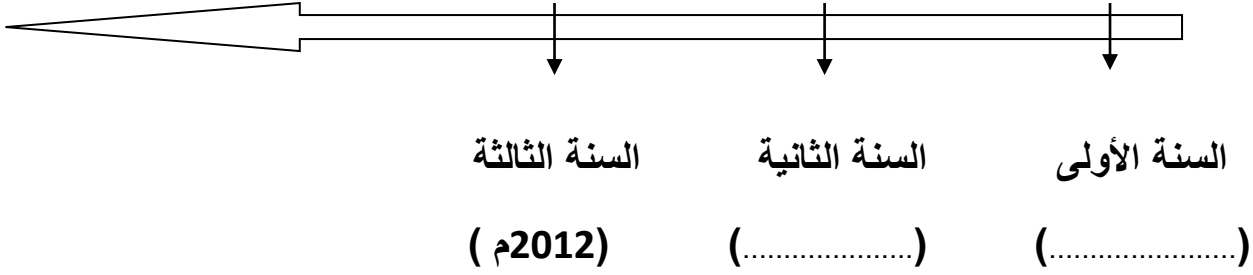 السنة الأولى السنة الثانية السنة الثالثة
(.......................) (.....................) (2012م )